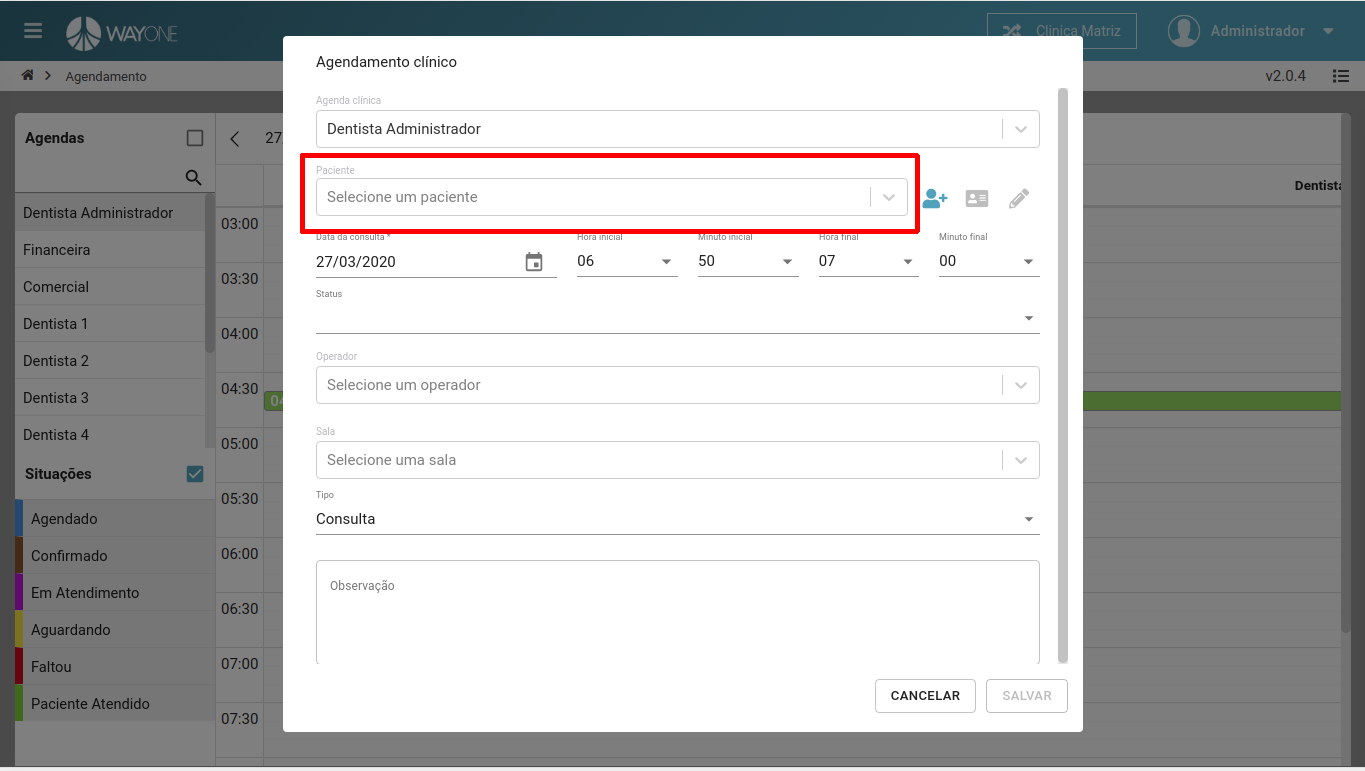 WAYONE
Clinica Matriz
Administrador
Agendamento
v2.0.4
Agendas
Dentista Administrador
Financeira
Comercial
Dentista 1
Dentista 2
Dentista 3
Dentista 4
Situações
Agendado
Confirmado
Em Atendimento
Aguardando
Faltou
Paciente Atendido
27
03:00
03:30
04:00
04:30
04
05:00
05:30
06:00
06:30
07:00
07:30
Agendamento clínico
Agenda clínica
Dentista Administrador
Paciente
Selecione um paciente
Data da consulta * Hora inicial Minuto inicial Hora final Minuto final
27/03/2020 06 50 07 00
Status
Operador
Selecione um operador
Sala
Selecione uma sala
Tipo
Consulta
Observação
CANCELAR SALVAR